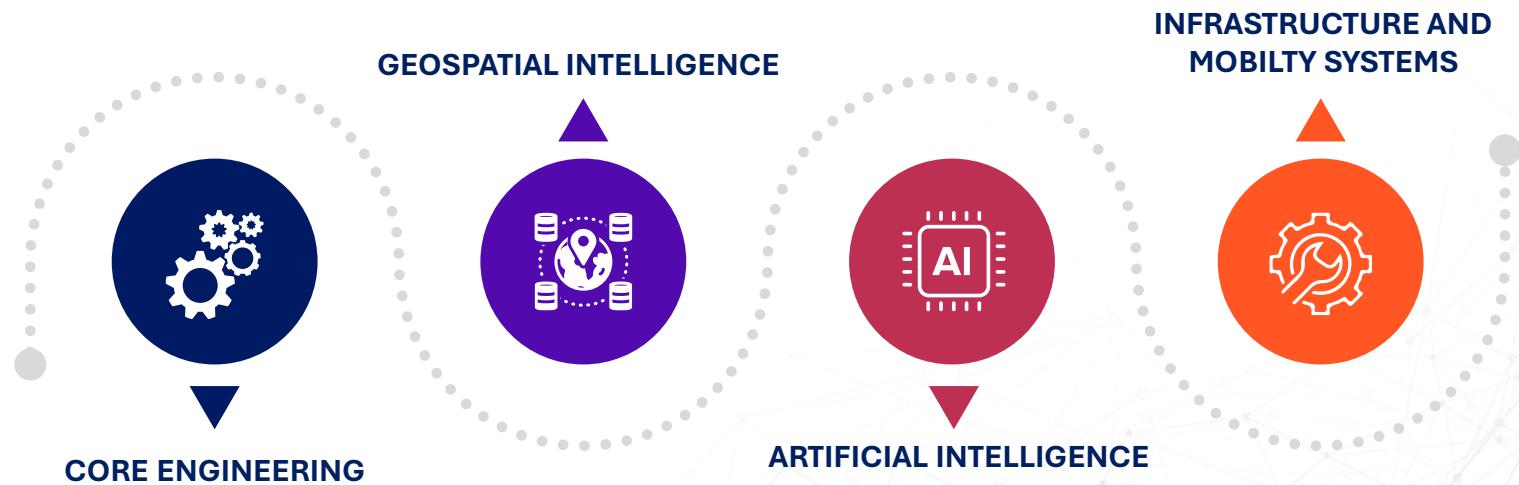 CORE ENGINEERING
GEOSPATIAL INTELLIGENCE
AI
ARTIFICIAL INTELLIGENCE
INFRASTRUCTURE AND
MOBILTY SYSTEMS